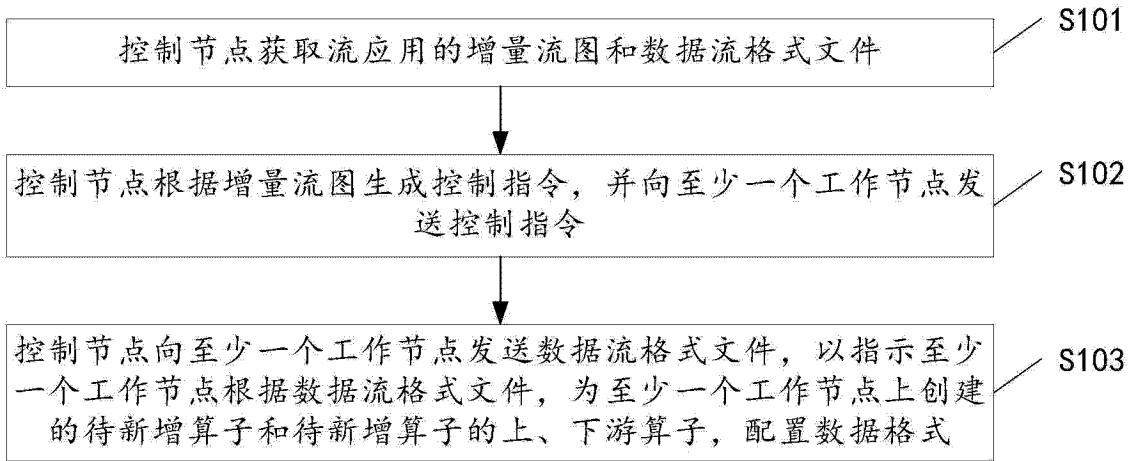 控制节点获取流应用的增量流图和数据流格式文件
S101
控制节点根据增量流图生成控制指令，并向至少一个工作节点发
送控制指令
S102
控制节点向至少一个工作节点发送数据流格式文件，以指示至少
一个工作节点根据数据流格式文件，为至少一个工作节点上创建
的待新增算子和待新增算子的上、下游算子，配置数据格式
S103